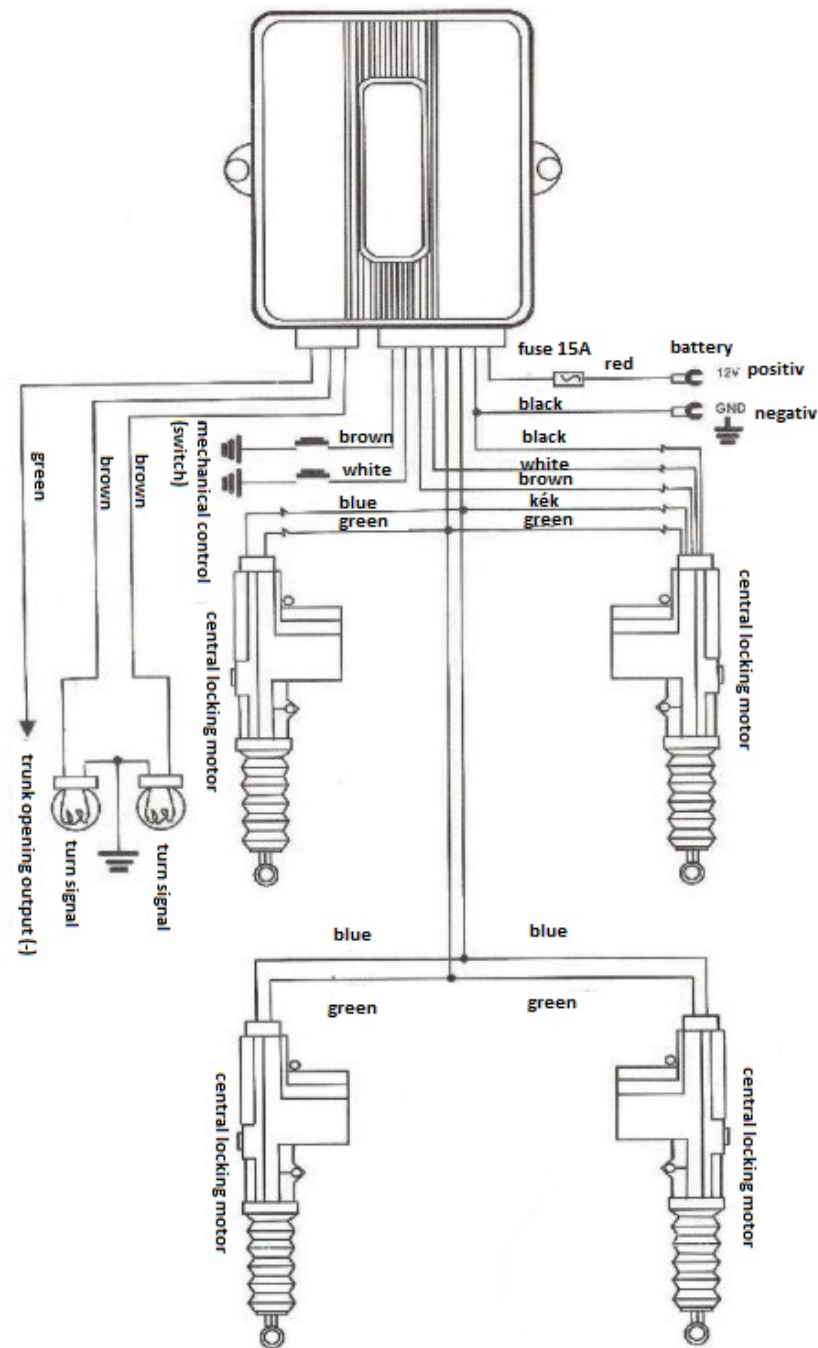 fuse 15A
battery
red
12V positiv
black
GND negativ
black
brown
white
white
brown
mechanical control
(switch)
blue
kék
green
green
green
brown
brown
central locking motor
central locking motor
trunk opening output (-)
turn signal
turn signal
blue
blue
green
green
central locking motor
central locking motor